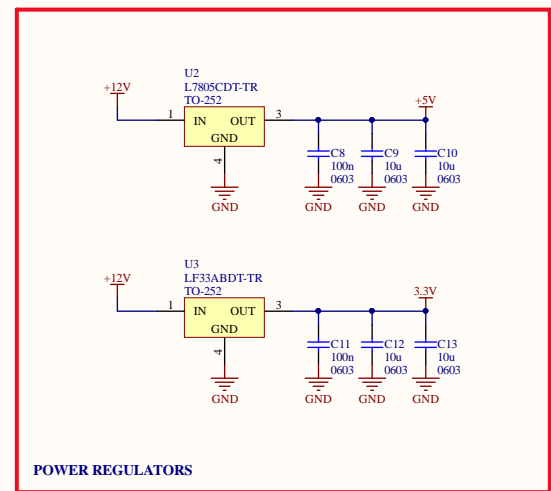 U2
L7805CDT-TR
TO-252
+12V
+5V
1 IN OUT 3
GND
4
C8 C9 C10
100n 10u 10u
0603 0603 0603
GND GND GND GND
U3
LF33ABDT-TR
TO-252
+12V
3.3V
1 IN OUT 3
GND
4
C11 C12 C13
100n 10u 10u
0603 0603 0603
GND GND GND GND
POWER REGULATORS